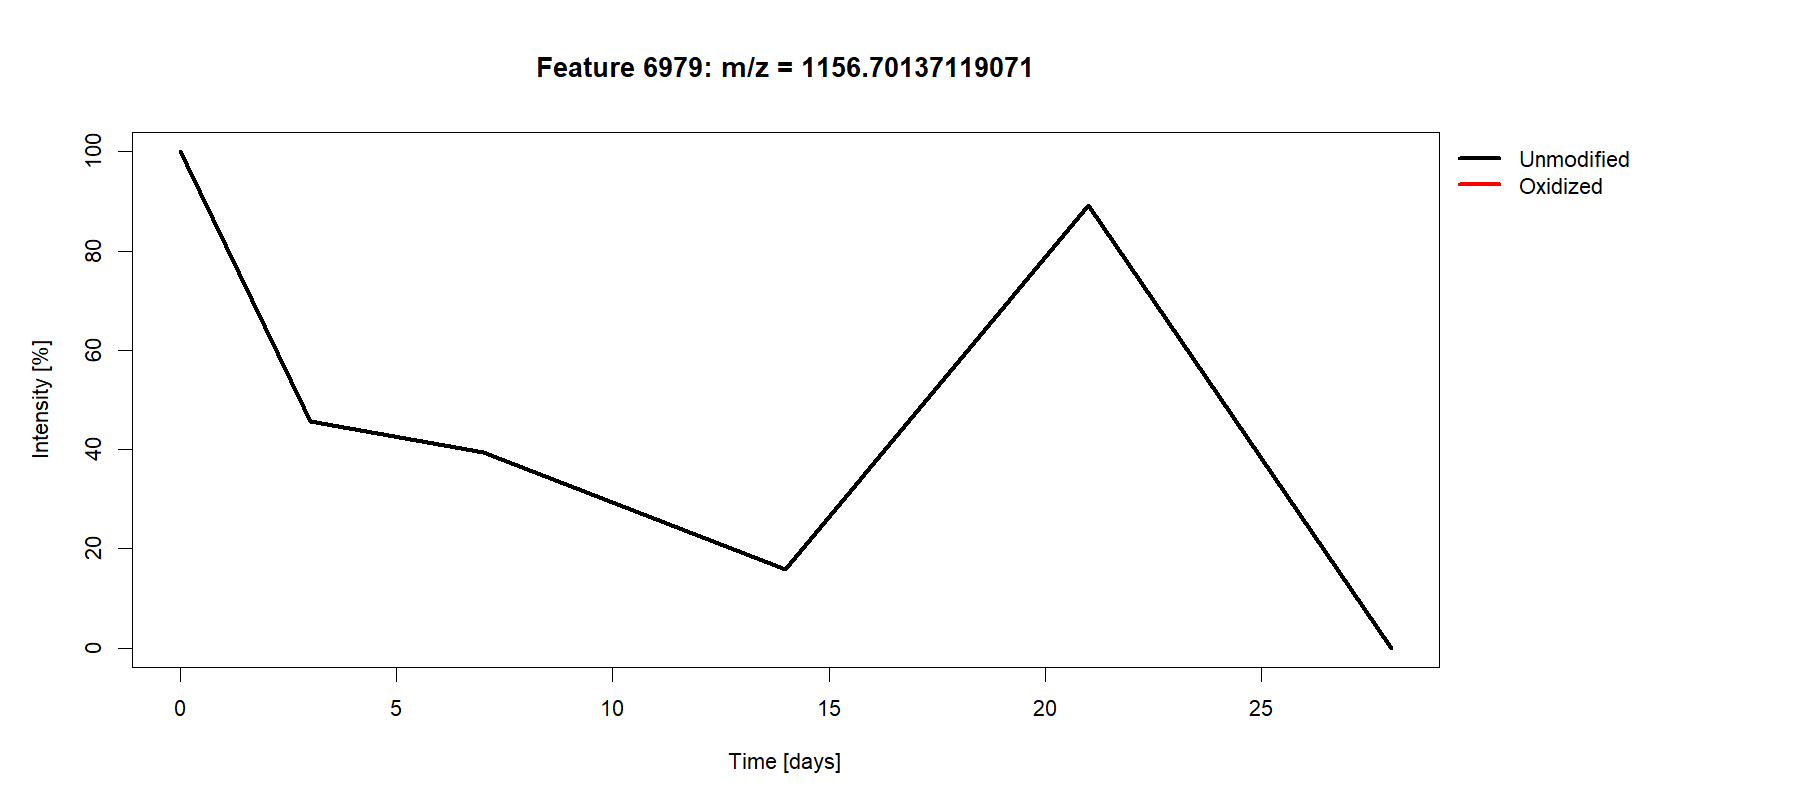 Feature 6979: m/z = 1156.70137119071
Unmodified
Oxidized
Intensity [%]
100
80
60
40
20
0
0 5 10 15 20 25
Time [days]